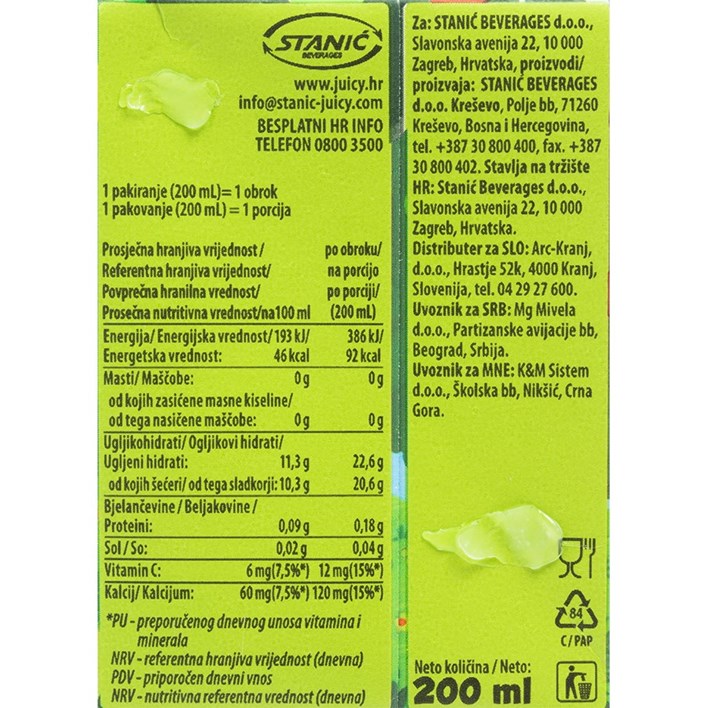 STANIĆ
BEVERAGES
www.juicy.hr
info@stanic-juicy.com
BESPLATNI HR INFO
TELEFON 0800 3500
1 pakiranje (200 mL)= 1 obrok
1 pakovanje (200 mL) = 1 porcija
Prosječna hranjiva vrijednost / po obroku/
Referentna hranjiva vrijednost/ na porcijo
Povprečna hranilna vrednost/ po porciji/
Prosečna nutritivna vrednost/na100 ml (200 mL)
Energija/ Energijska vrednost/ 193 kJ/ 386 kJ/
Energetska vrednost: 46 kcal 92 kcal
Masti/ Maščobe: 0 g 0 g
od kojih zasićene masne kiseline/
od tega nasičene maščobe: 0 g 0 g
Ugljikohidrati/ Ogljikovi hidrati/
Ugljeni hidrati: 11,3 g 22,6 g
od kojih šećeri/ od tega sladkorji: 10,3 g 20,6 g
Bjelančevine / Beljakovine /
Proteini: 0,09 g 0,18 g
Sol / So: 0,02 g 0,04 g
Vitamin C: 6 mg(7,5%*) 12 mg(15%*)
Kalcij/ Kalcijum: 60 mg(7,5%*) 120 mg(15%*)
*PU - preporučenog dnevnog unosa vitamina i
minerala
NRV - referentna hranjiva vrijednost (dnevna)
PDV - priporočen dnevni vnos
NRV - nutritivna referentna vrednost (dnevna)
Za: STANIĆ BEVERAGES d.o.o.,
Slavonska avenija 22, 10 000
Zagreb, Hrvatska, proizvodi/
proizvaja: STANIĆ BEVERAGES
d.o.o. Kreševo, Polje bb, 71260
Kreševo, Bosna i Hercegovina,
tel. +387 30 800 400, fax. +387
30 800 402. Stavlja na tržište
HR: Stanić Beverages d.o.o.,
Slavonska avenija 22, 10 000
Zagreb, Hrvatska.
Distributer za SLO: Arc-Kranj,
d.o.o., Hrastje 52k, 4000 Kranj,
Slovenija, tel. 04 29 27 600.
Uvoznik za SRB: Mg Mivela
d.o.o., Partizanske avijacije bb,
Beograd, Srbija.
Uvoznik za MNE: K&M Sistem
d.o.o., Školska bb, Nikšić, Crna
Gora.
84
C/PAP
Neto količina / Neto:
200 ml